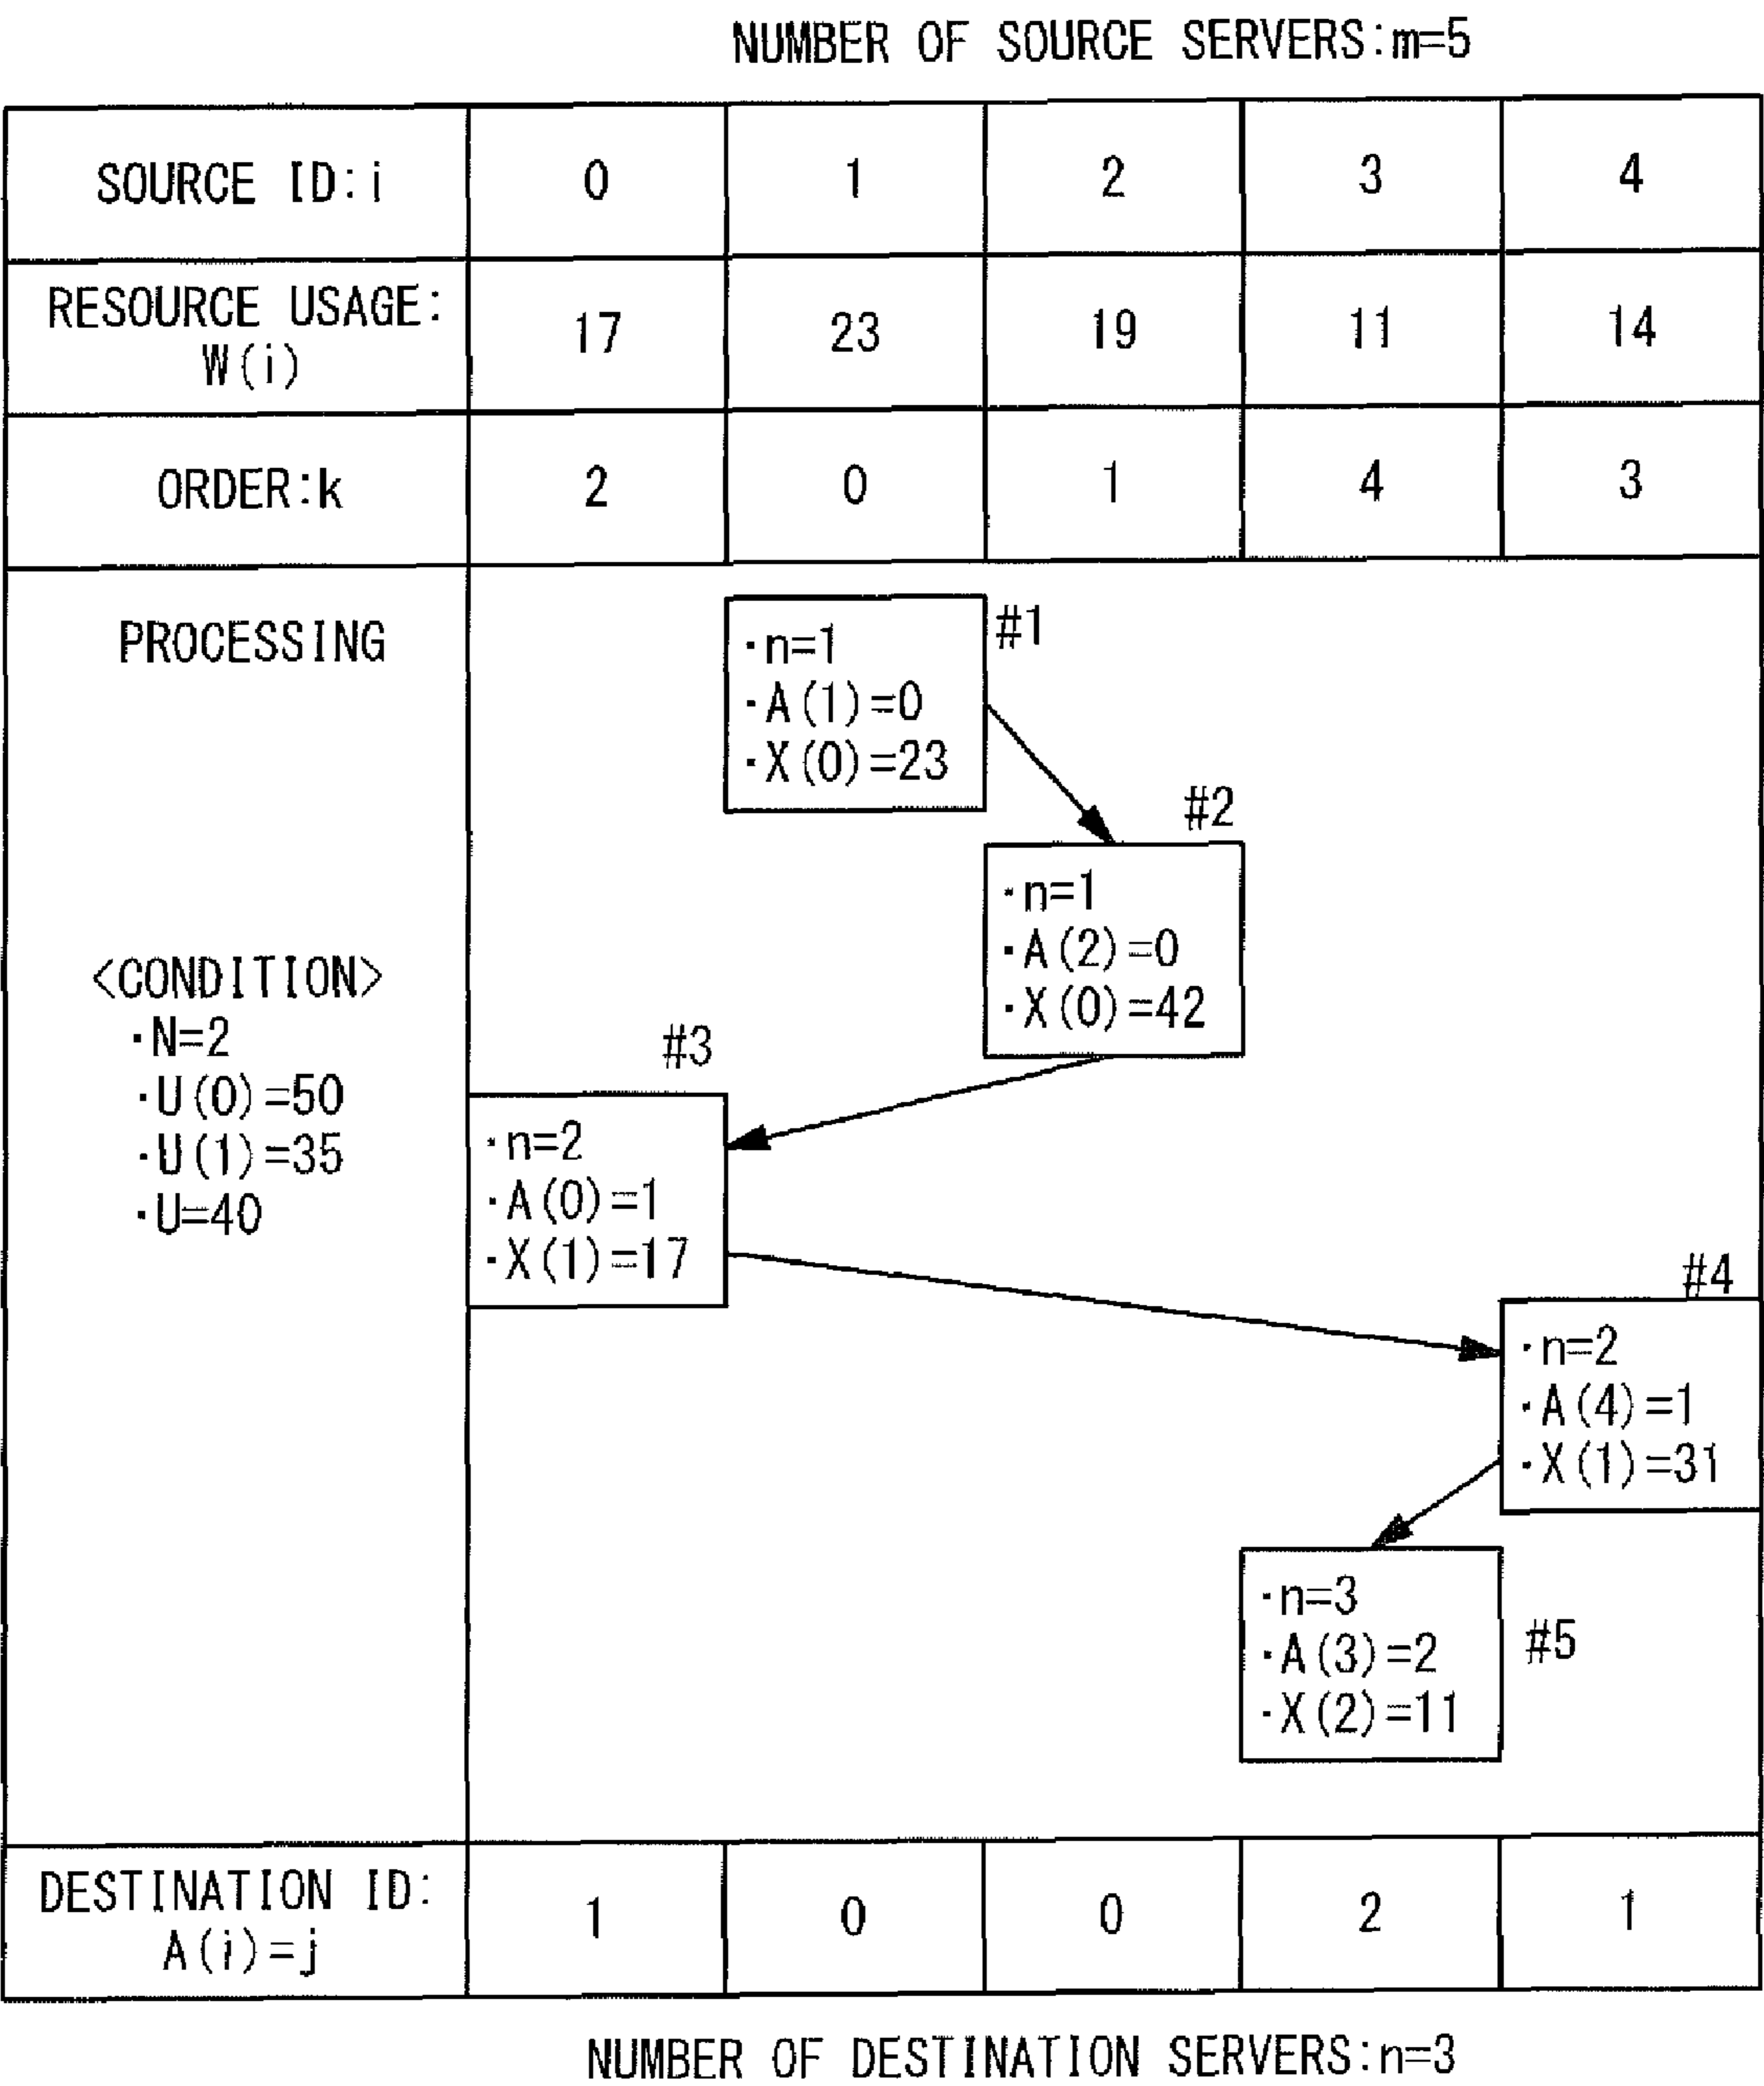 NUMBER OF SOURCE SERVERS:m=5
SOURCE ID:i 0 1 2 3 4
RESOURCE USAGE:
W(i) 17 23 19 11 14
ORDER:k 2 0 1 4 3
PROCESSING
<CONDITION>
・N=2
・U(0)=50
・U(1)=35
・U=40
#1
・n=1
・A(1)=0
・X(0)=23
#2
・n=1
・A(2)=0
・X(0)=42
#3
・n=2
・A(0)=1
・X(1)=17
#4
・n=2
・A(4)=1
・X(1)=31
#5
・n=3
・A(3)=2
・X(2)=11
DESTINATION ID:
A(i)=j 1 0 0 2 1
NUMBER OF DESTINATION SERVERS:n=3